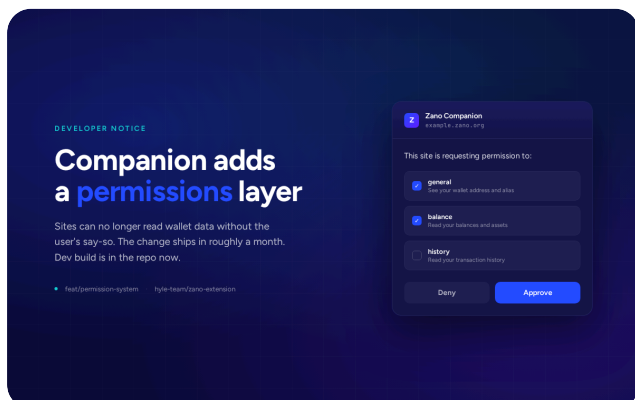 DEVELOPER NOTICE
Companion adds
a permissions layer
Sites can no longer read wallet data without the
user's say-so. The change ships in roughly a month.
Dev build is in the repo now.
feat/permission-system hyle-team/zano-extension
Z
Zano Companion
example.zano.org
This site is requesting permission to:
general
See your wallet address and alias
balance
Read your balances and assets
history
Read your transaction history
Deny Approve